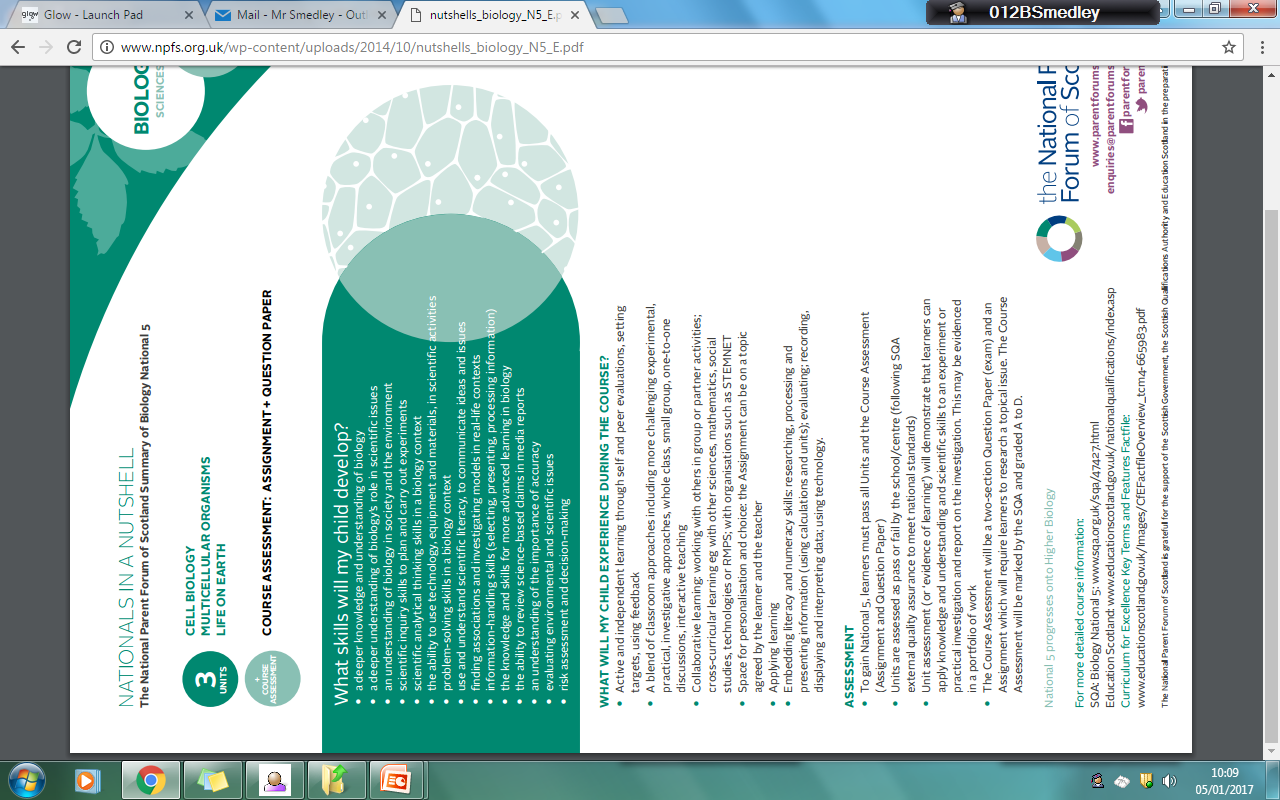 Glow - Launch Pad
Mail - Mr Smedley - Outl
nutshells_biology_N5_E.p
012BSmedley
www.npfs.org.uk/wp-content/uploads/2014/10/nutshells_biology_N5_E.pdf
BIOLOG
SCIENCES
NATIONALS IN A NUTSHELL
The National Parent Forum of Scotland Summary of Biology National 5
3
UNITS
CELL BIOLOGY
MULTICELLULAR ORGANISMS
LIFE ON EARTH
+
COURSE
ASSESSMENT
COURSE ASSESSMENT: ASSIGNMENT + QUESTION PAPER
What skills will my child develop?
• a deeper knowledge and understanding of biology
• a deeper understanding of biology's role in scientific issues
• an understanding of biology in society and the environment
• scientific inquiry skills to plan and carry out experiments
• scientific analytical thinking skills in a biology context
• the ability to use technology, equipment and materials, in scientific activities
• problem-solving skills in a biology context
• use and understand scientific literacy, to communicate ideas and issues
• finding associations and investigating models in real-life contexts
• information-handling skills (selecting, presenting, processing information)
• the knowledge and skills for more advanced learning in biology
• the ability to review science-based claims in media reports
• an understanding of the importance of accuracy
• evaluating environmental and scientific issues
• risk assessment and decision-making
WHAT WILL MY CHILD EXPERIENCE DURING THE COURSE?
• Active and independent learning through self and peer evaluations, setting
targets, using feedback
• A blend of classroom approaches including more challenging experimental,
practical, investigative approaches, whole class, small group, one-to-one
discussions, interactive teaching
• Collaborative learning: working with others in group or partner activities;
cross-curricular learning eg with other sciences, mathematics, social
studies, technologies or RMPS; with organisations such as STEMNET
• Space for personalisation and choice: the Assignment can be on a topic
agreed by the learner and the teacher
• Applying learning
• Embedding literacy and numeracy skills: researching, processing and
presenting information (using calculations and units); evaluating; recording,
displaying and interpreting data; using technology.
ASSESSMENT
• To gain National 5, learners must pass all Units and the Course Assessment
(Assignment and Question Paper)
• Units are assessed as pass or fail by the school/centre (following SQA
external quality assurance to meet national standards)
• Unit assessment (or 'evidence of learning') will demonstrate that learners can
apply knowledge and understanding and scientific skills to an experiment or
practical investigation and report on the investigation. This may be evidenced
in a portfolio of work
• The Course Assessment will be a two-section Question Paper (exam) and an
Assignment which will require learners to research a topical issue. The Course
Assessment will be marked by the SQA and graded A to D.
National 5 progresses onto Higher Biology
For more detailed course information:
SQA: Biology National 5: www.sqa.org.uk/sqa/47427.html
Education Scotland: www.educationscotland.gov.uk/nationalqualifications/index.asp
Curriculum for Excellence Key Terms and Features Factfile:
www.educationscotland.gov.uk/Images/CfEFactfileOverview_tcm4-665983.pdf
the National P
Forum of Sco
www.parentforums
enquiries@parentforums
parentfor
paren
The National Parent Forum of Scotland is grateful for the support of the Scottish Government, the Scottish Qualifications Authority and Education Scotland in the preparati
10:09
05/01/2017